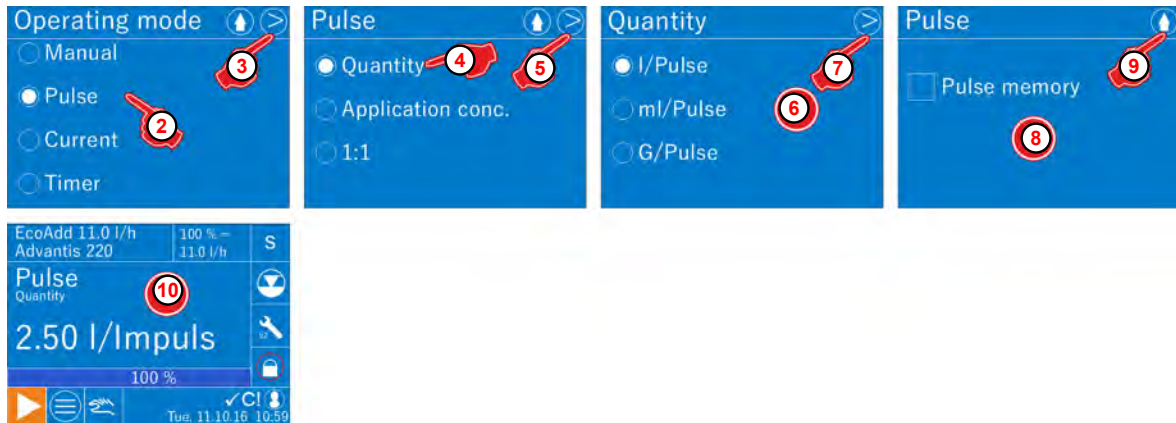 Operating mode
Manual
3
Pulse
2
Current
Timer
Pulse
Quantity
4
5
Application conc.
1:1
Quantity
l/Pulse
7
ml/Pulse
6
G/Pulse
Pulse
9
Pulse memory
8
EcoAdd 11.0 l/h
Advantis 220
100 % =
11.0 l/h
S
Pulse
Quantity
10
2.50 l/Impuls
100 %
✓C!
Tue, 11.10.16 10:59